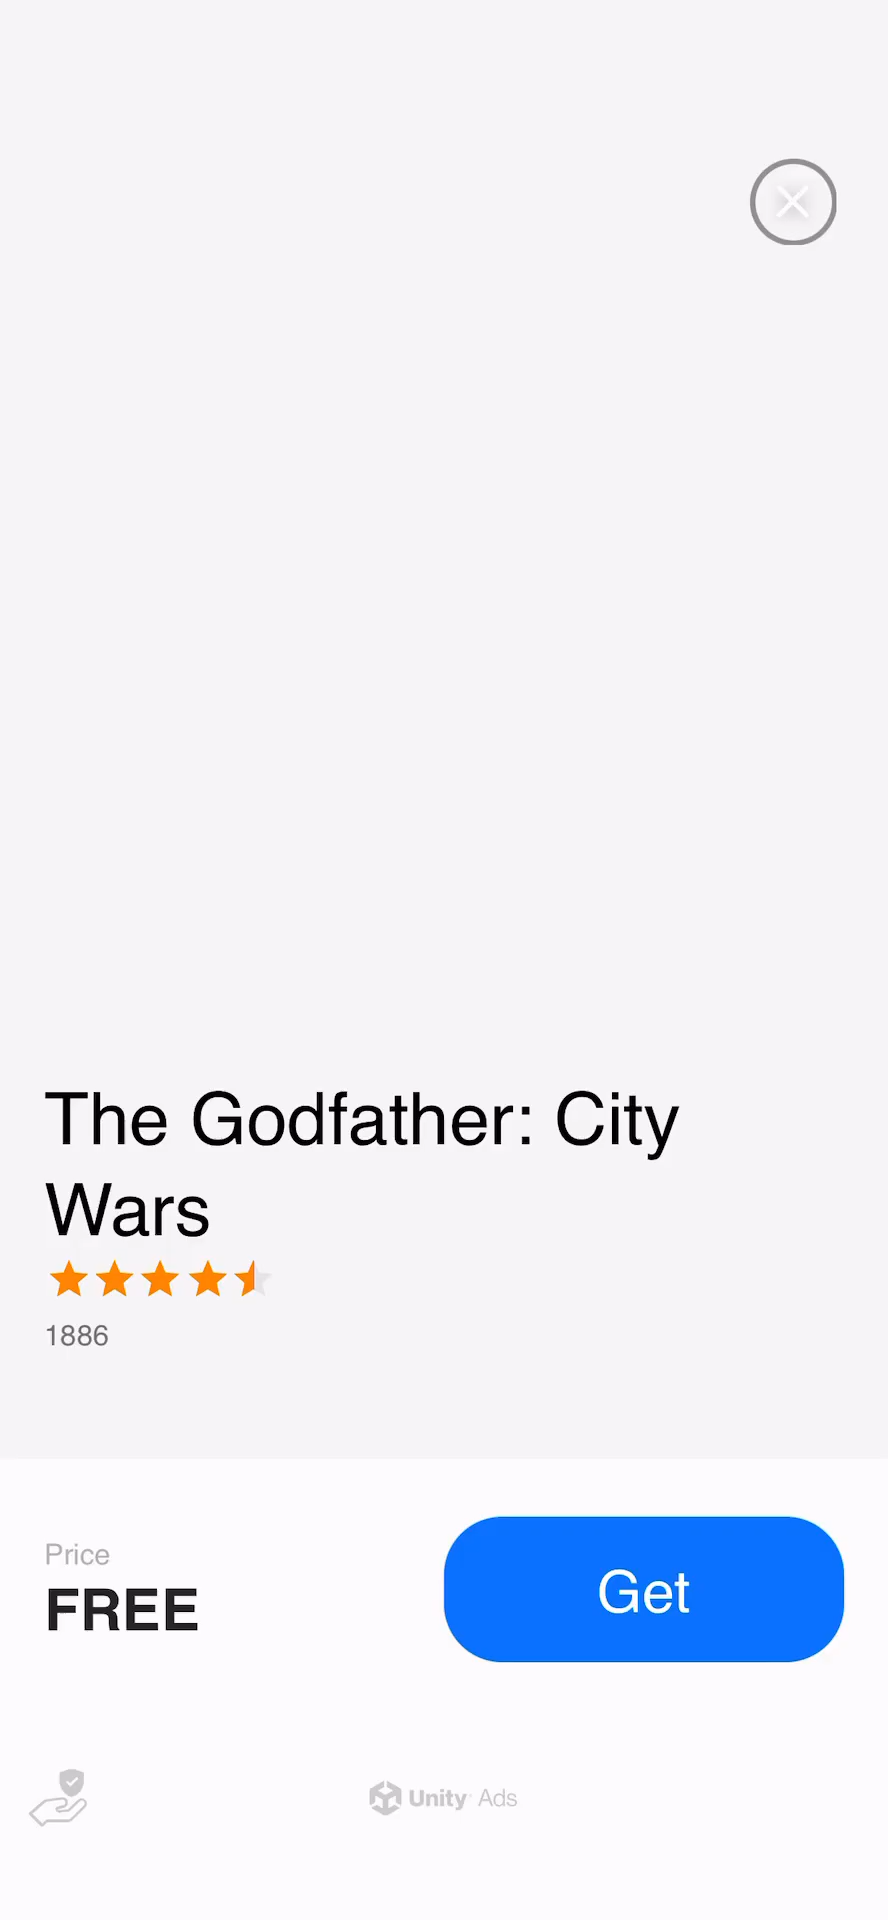 The Godfather: City
Wars
1886
Price
FREE
Get
Unity Ads